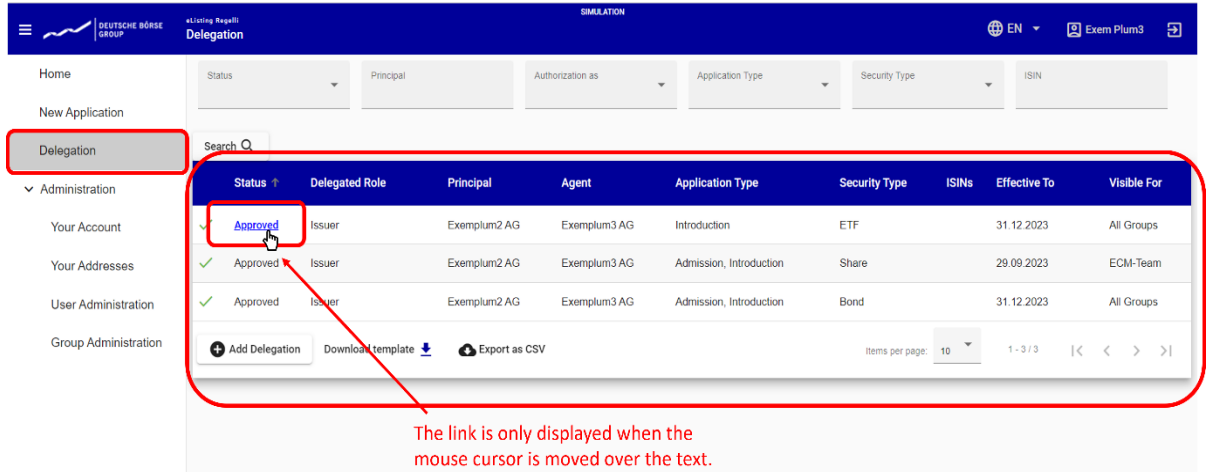 SIMULATION
DEUTSCHE BÖRSE
GROUP
eListing Regelli
Delegation
EN
Exem Plum3
Home
New Application
Delegation
Administration
Your Account
Your Addresses
User Administration
Group Administration
Status Principal Authorization as Application Type Security Type ISIN
Search
Status Delegated Role Principal Agent Application Type Security Type ISINs Effective To Visible For
Approved Issuer Exemplum2 AG Exemplum3 AG Introduction ETF 31.12.2023 All Groups
Approved Issuer Exemplum2 AG Exemplum3 AG Admission, Introduction Share 29.09.2023 ECM-Team
Approved Issuer Exemplum2 AG Exemplum3 AG Admission, Introduction Bond 31.12.2023 All Groups
Add Delegation Download template Export as CSV Items per page: 10 1 - 3 / 3
The link is only displayed when the
mouse cursor is moved over the text.